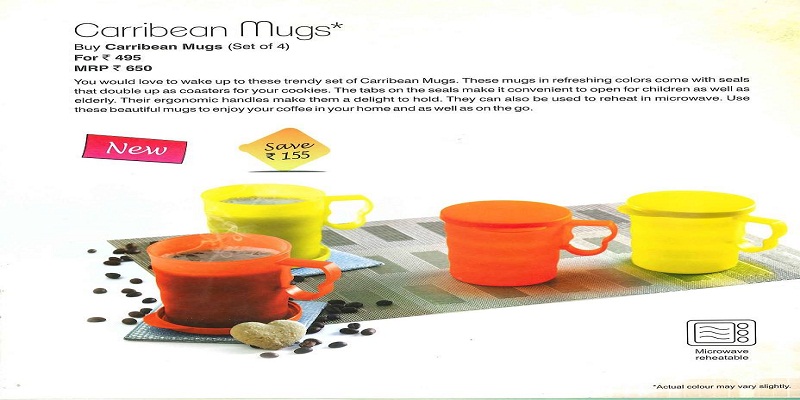 Carribean Mugs*
Buy Carribean Mugs (Set of 4)
For ₹ 495
MRP ₹ 650
You would love to wake up to these trendy set of Carribean Mugs. These mugs in refreshing colors come with seals
that double up as coasters for your cookies. The tabs on the seals make it convenient to open for children as well as
elderly. Their ergonomic handles make them a delight to hold. They can also be used to reheat in microwave. Use
these beautiful mugs to enjoy your coffee in your home and as well as on the go.
New
Save
₹ 155
Microwave
reheatable
*Actual colour may vary slightly.